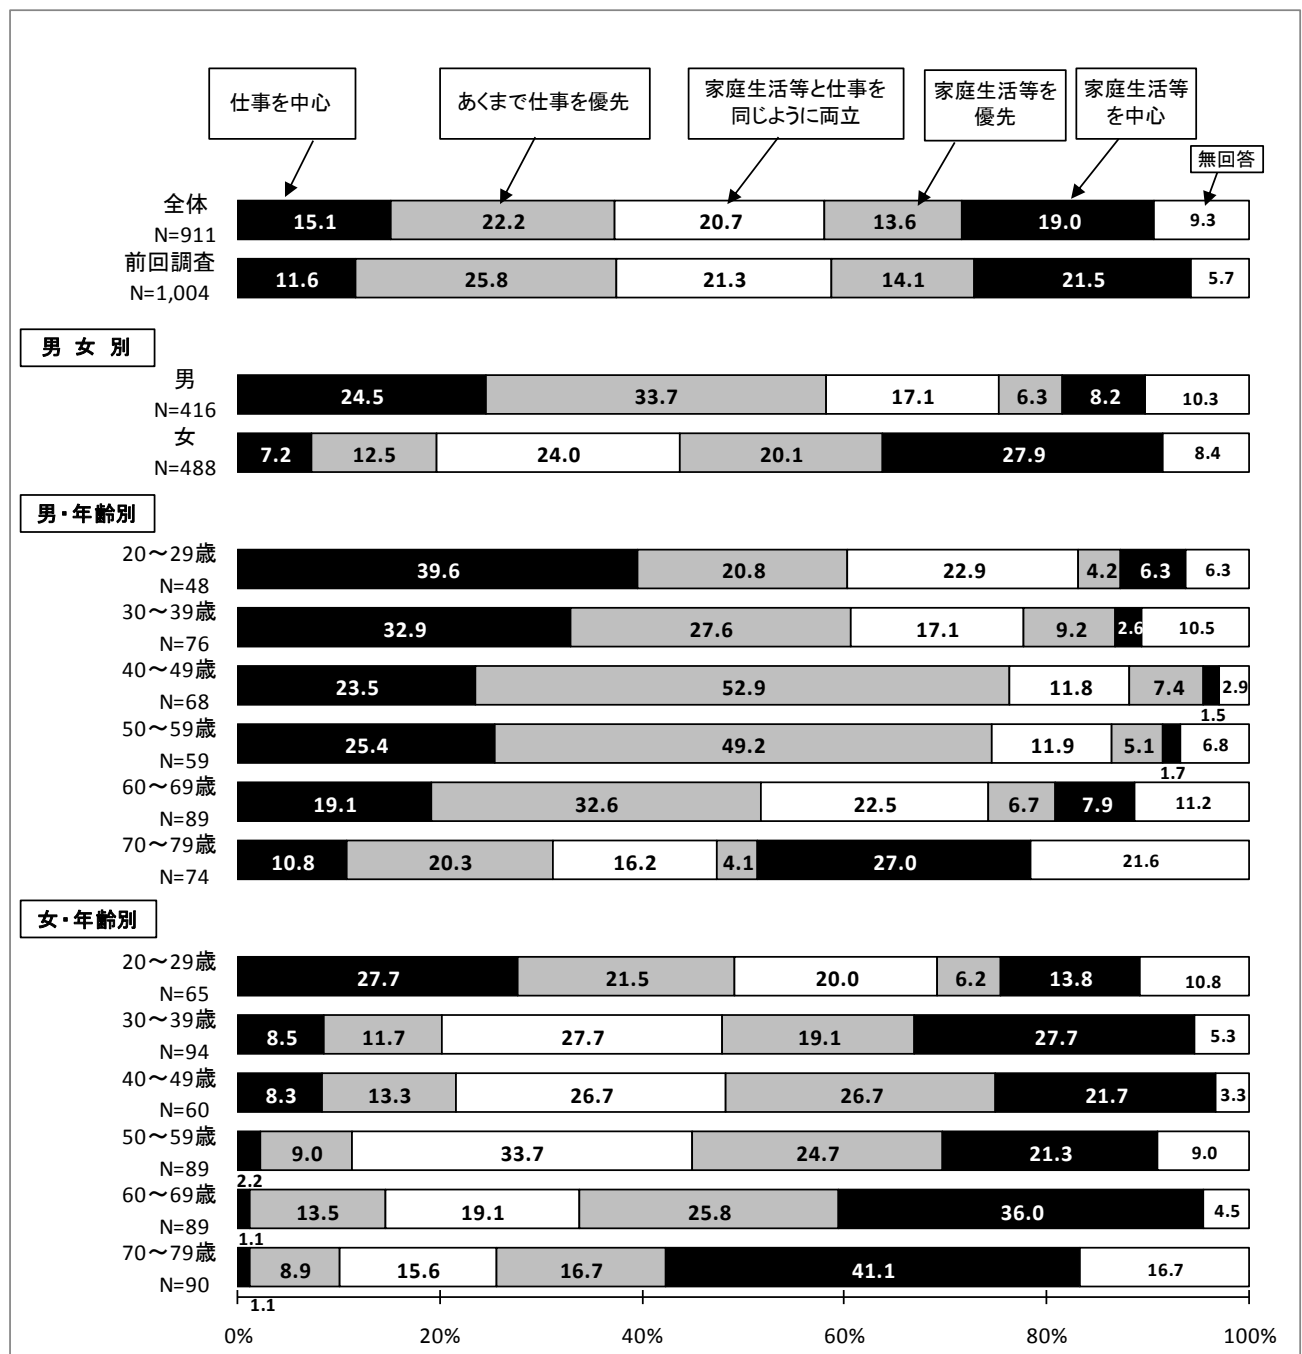 仕事を中心
あくまで仕事を優先
家庭生活等と仕事を
同じように両立
家庭生活等を
優先
家庭生活等
を中心
無回答
全体
N=911
15.1 22.2 20.7 13.6 19.0 9.3
前回調査
N=1,004
11.6 25.8 21.3 14.1 21.5 5.7
男 女 別
男
N=416
24.5 33.7 17.1 6.3 8.2 10.3
女
N=488
7.2 12.5 24.0 20.1 27.9 8.4
男・年齢別
20～29歳
N=48
39.6 20.8 22.9 4.2 6.3 6.3
30～39歳
N=76
32.9 27.6 17.1 9.2 2.6 10.5
40～49歳
N=68
23.5 52.9 11.8 7.4 1.5 2.9
50～59歳
N=59
25.4 49.2 11.9 5.1 1.7 6.8
60～69歳
N=89
19.1 32.6 22.5 6.7 7.9 11.2
70～79歳
N=74
10.8 20.3 16.2 4.1 27.0 21.6
女・年齢別
20～29歳
N=65
27.7 21.5 20.0 6.2 13.8 10.8
30～39歳
N=94
8.5 11.7 27.7 19.1 27.7 5.3
40～49歳
N=60
8.3 13.3 26.7 26.7 21.7 3.3
50～59歳
N=89
2.2 9.0 33.7 24.7 21.3 9.0
60～69歳
N=89
1.1 13.5 19.1 25.8 36.0 4.5
70～79歳
N=90
1.1 8.9 15.6 16.7 41.1 16.7
0% 20% 40% 60% 80% 100%